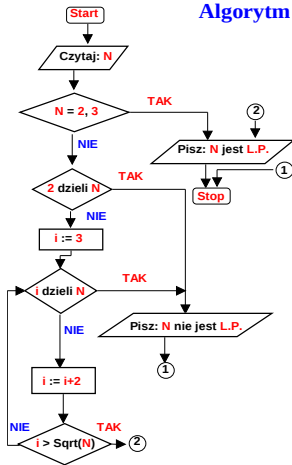 Algorytm
Start
Czytaj: N
N = 2, 3
TAK
2
NIE
Pisz: N jest L.P.
1
2 dzieli N
TAK
Stop
NIE
i := 3
i dzieli N
TAK
NIE
Pisz: N nie jest L.P.
1
i := i+2
NIE
TAK
i > Sqrt(N)
2